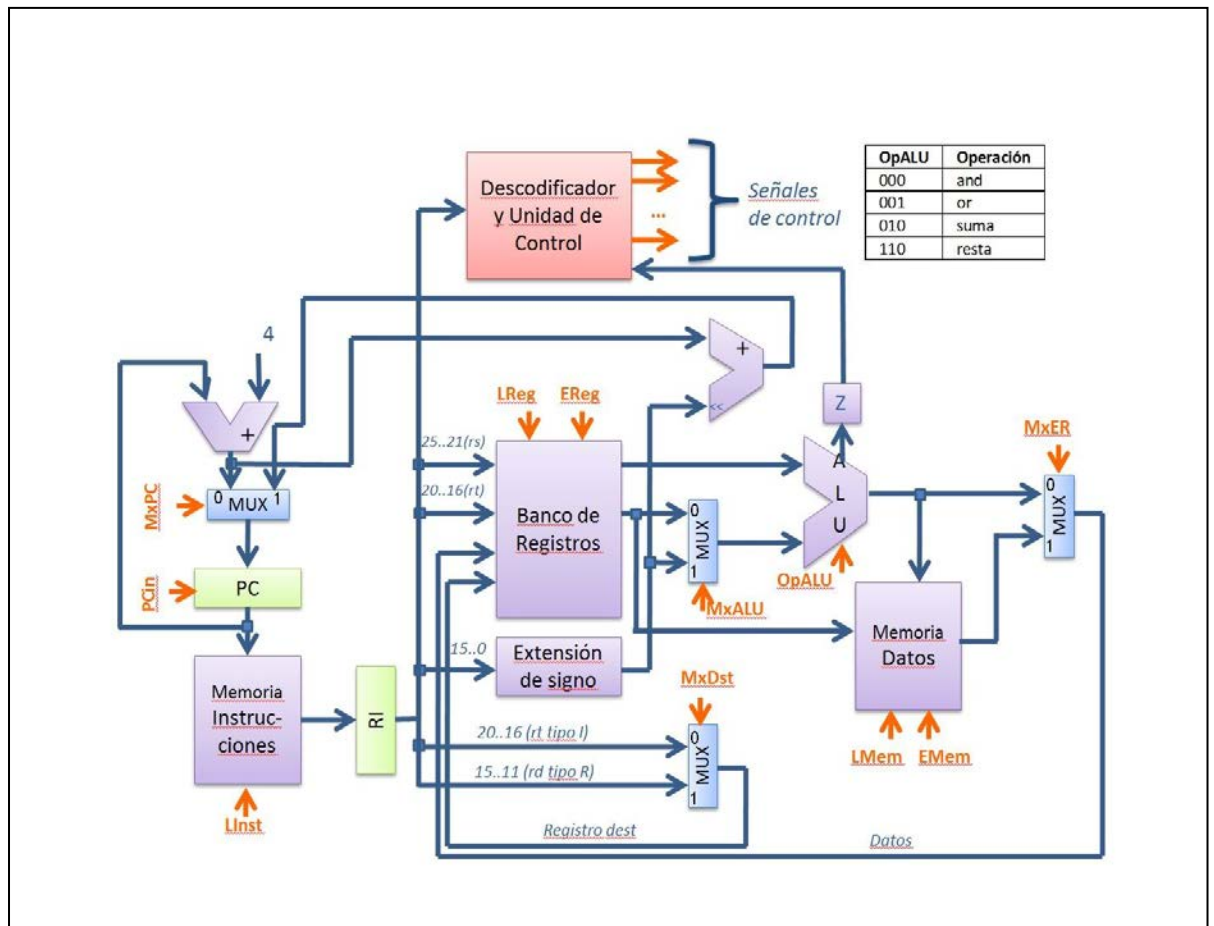 Descodificador
y Unidad de
Control
...
Señales
de control
OpALU Operación
000 and
001 or
010 suma
110 resta
4
+
+
<<
LReg
EReg
Z
MxER
25..21(rs)
20..16(rt)
Banco de
Registros
0
MUX
1
A
L
U
0
MUX
1
MxPC
0 MUX 1
PCin
PC
OpALU
MxALU
Memoria
Datos
15..0
Extensión
de signo
MxDst
Memoria
Instruc-
ciones
RI
20..16 (rt tipo I)
15..11 (rd tipo R)
0
MUX
1
LMem
EMem
LInst
Registro dest
Datos